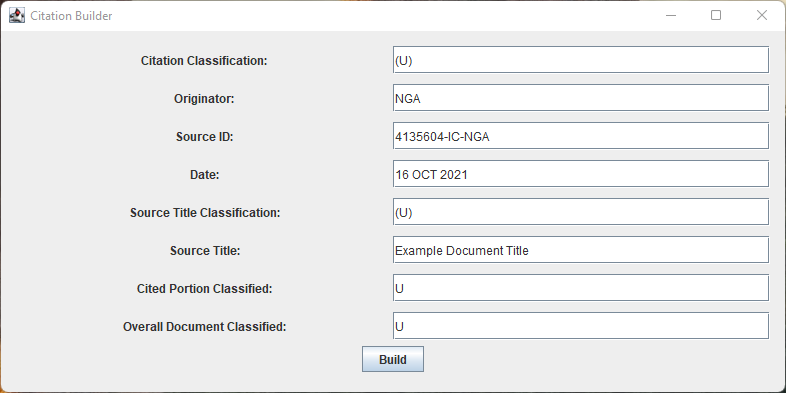 Citation Builder
Citation Classification: (U)
Originator: NGA
Source ID: 4135604-IC-NGA
Date: 16 OCT 2021
Source Title Classification: (U)
Source Title: Example Document Title
Cited Portion Classified: U
Overall Document Classified: U
Build